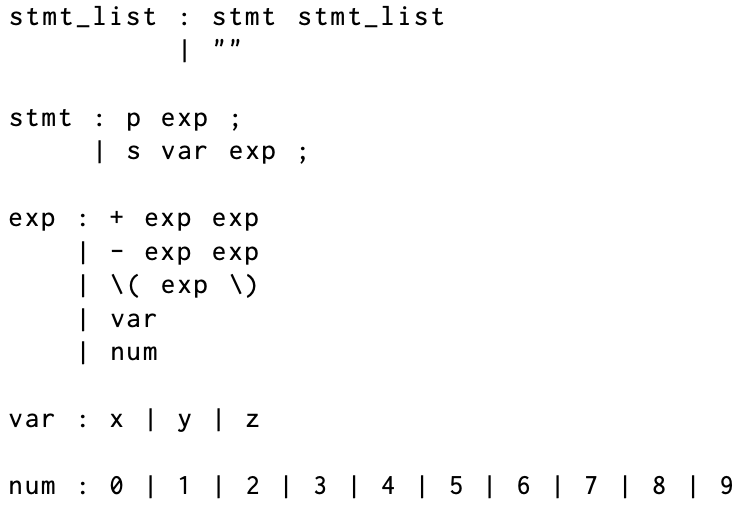 stmt_list : stmt stmt_list
| ""
stmt : p exp ;
| s var exp ;
exp : + exp exp
| - exp exp
| \( exp \)
| var
| num
var : x | y | z
num : 0 | 1 | 2 | 3 | 4 | 5 | 6 | 7 | 8 | 9